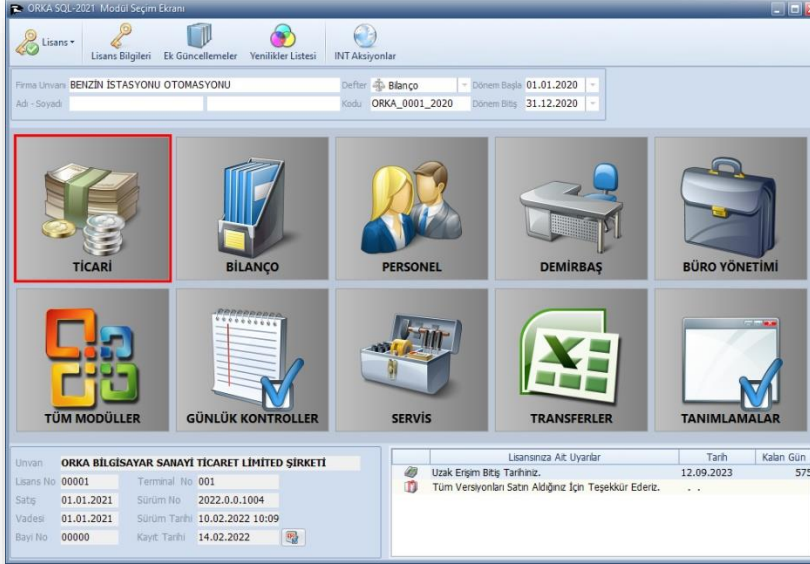 ORKA SQL-2021 Modül Seçim Ekranı
Lisans
Lisans Bilgileri Ek Güncellemeler Yenilikler Listesi INT Aksiyonlar
Firma Unvanı BENZİN İSTASYONU OTOMASYONU Defter Bilanço Dönem Başla 01.01.2020
Adı - Soyadı Kodu ORKA_0001_2020 Dönem Bitiş 31.12.2020
TİCARİ BİLANÇO PERSONEL DEMİRBAŞ BÜRO YÖNETİMİ
TÜM MODÜLLER GÜNLÜK KONTROLLER SERVİS TRANSFERLER TANIMLAMALAR
Unvan ORKA BİLGİSAYAR SANAYİ TİCARET LİMİTED ŞİRKETİ
Lisans No 00001 Terminal No 001
Satış 01.01.2021 Sürüm No 2022.0.0.1004
Vadesi 01.01.2021 Sürüm Tarihi 10.02.2022 10:09
Bayi No 00000 Kayıt Tarihi 14.02.2022
Lisansınıza Ait Uyarılar Tarih Kalan Gün
Uzak Erişim Bitiş Tarihiniz. 12.09.2023 575
Tüm Versiyonları Satın Aldığınız İçin Teşekkür Ederiz. . .